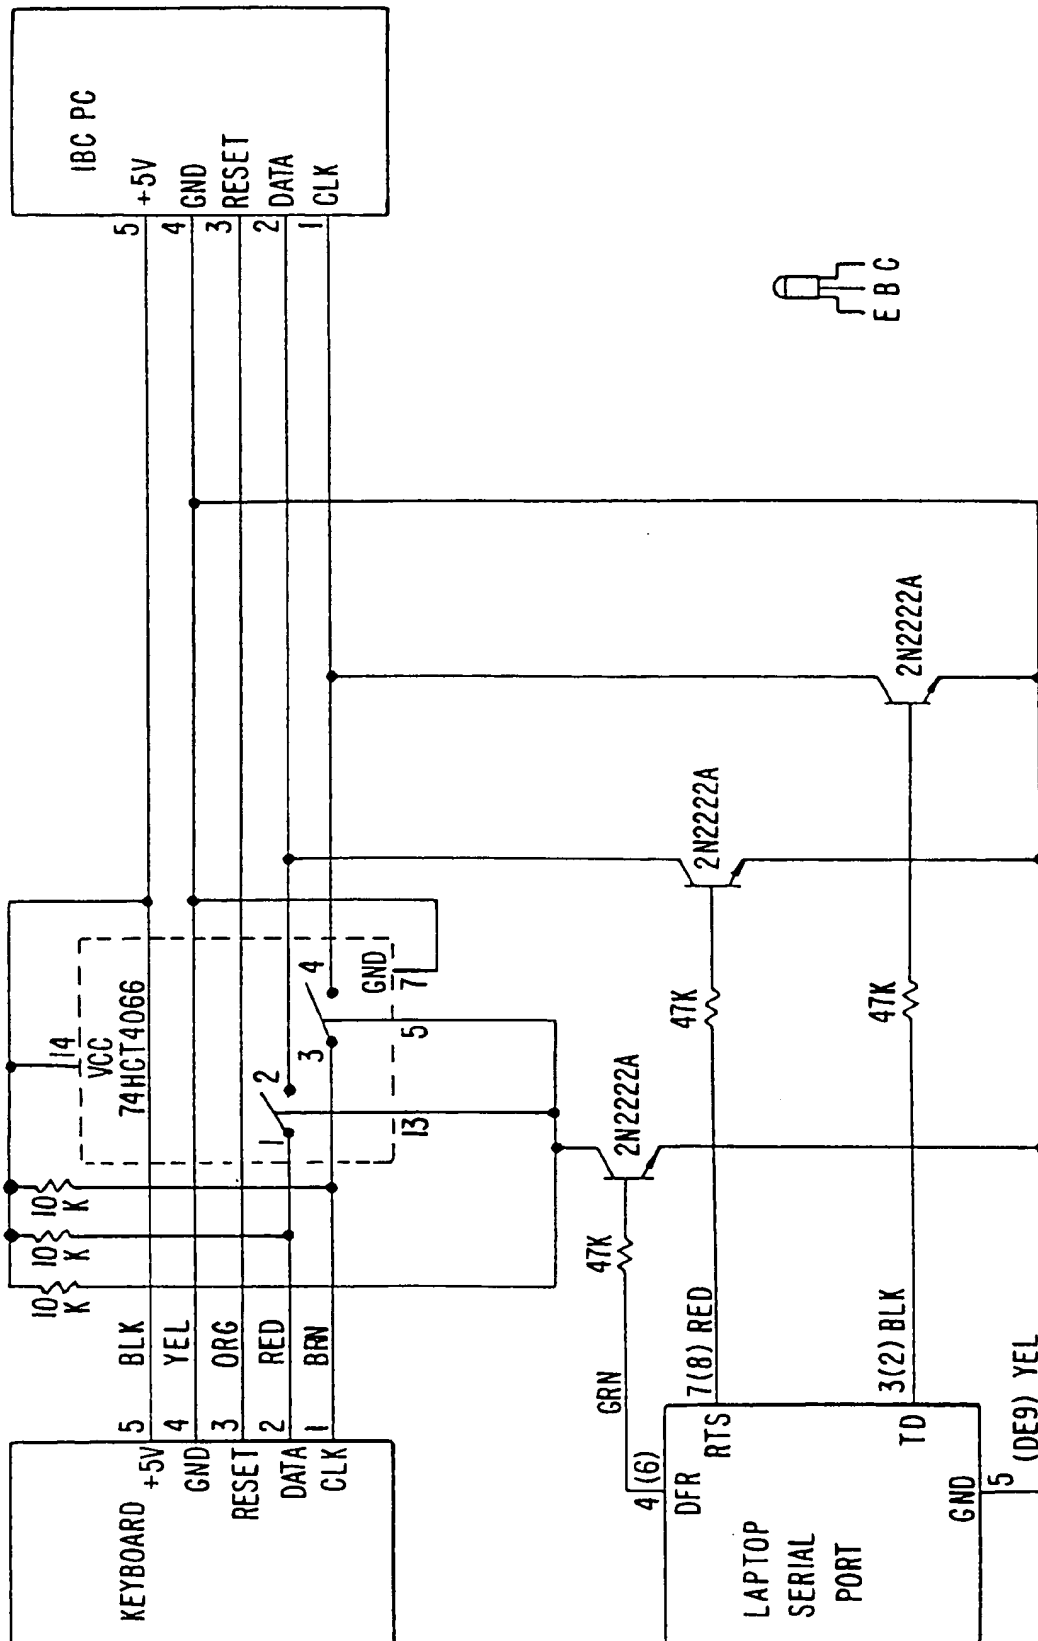 KEYBOARD
+5V
GND
RESET
DATA
CLK
5
4
3
2
1
BLK
YEL
ORG
RED
BRN
10
K
10
K
10
K
14
VCC
74HCT4066
1
2
3
4
GND
7
13
5
IBC PC
+5V
GND
RESET
DATA
CLK
5
4
3
2
1
E B C
LAPTOP
SERIAL
PORT
DFR
4 (6)
GRN
47K
2N2222A
RTS
7(8) RED
47K
2N2222A
TD
3(2) BLK
47K
2N2222A
GND
5
(DE9) YEL